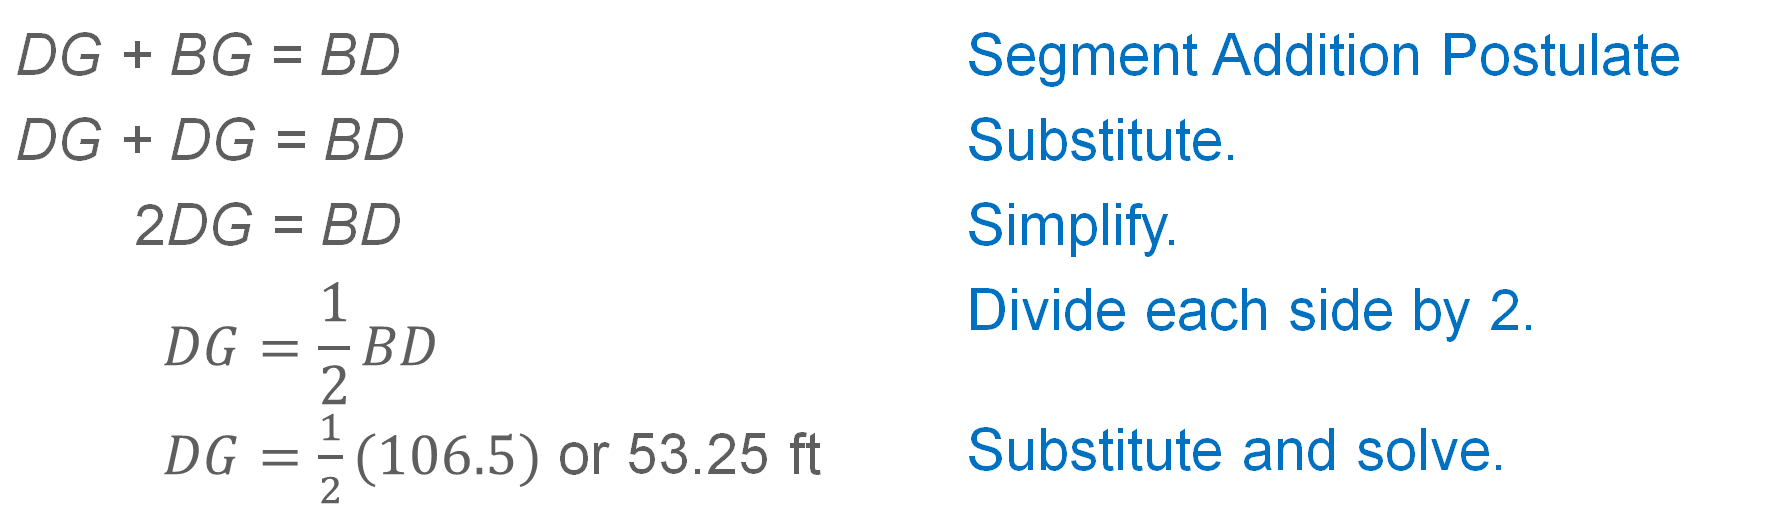 DG + BG = BD Segment Addition Postulate
DG + DG = BD Substitute.
2DG = BD Simplify.
DG = 1/2 BD Divide each side by 2.
DG = 1/2 (106.5) or 53.25 ft Substitute and solve.